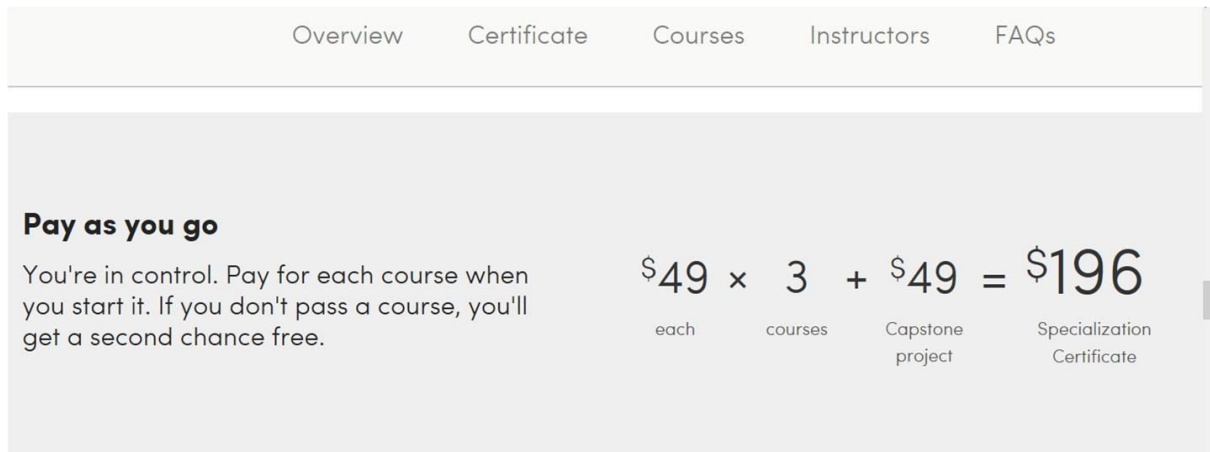 Overview Certificate Courses Instructors FAQs
Pay as you go
You're in control. Pay for each course when
you start it. If you don't pass a course, you'll
get a second chance free.
$49 × 3 + $49 = $196
each courses Capstone Specialization
project Certificate